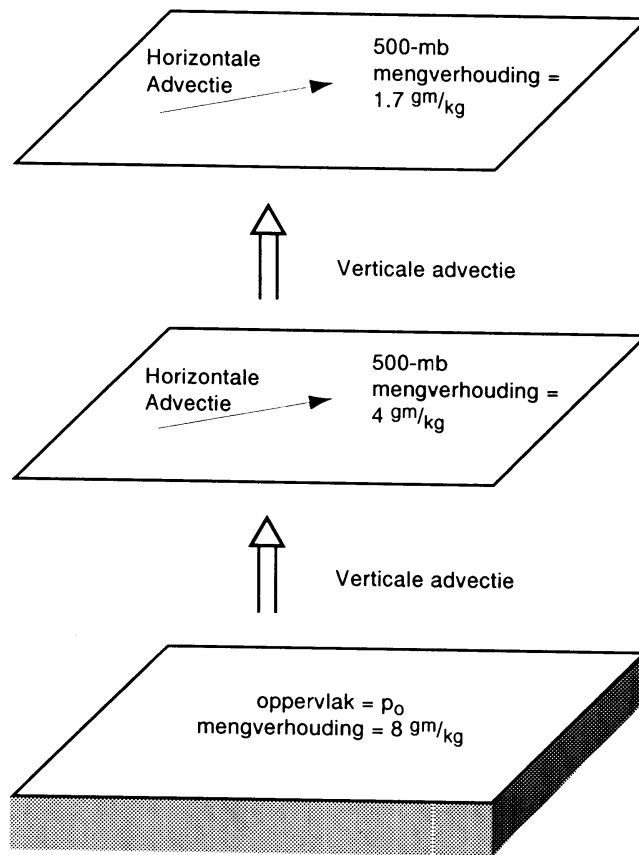 Horizontale
Advectie
500-mb
mengverhouding =
1.7 gm/kg
Verticale advectie
Horizontale
Advectie
500-mb
mengverhouding =
4 gm/kg
Verticale advectie
oppervlak = po
mengverhouding = 8 gm/kg